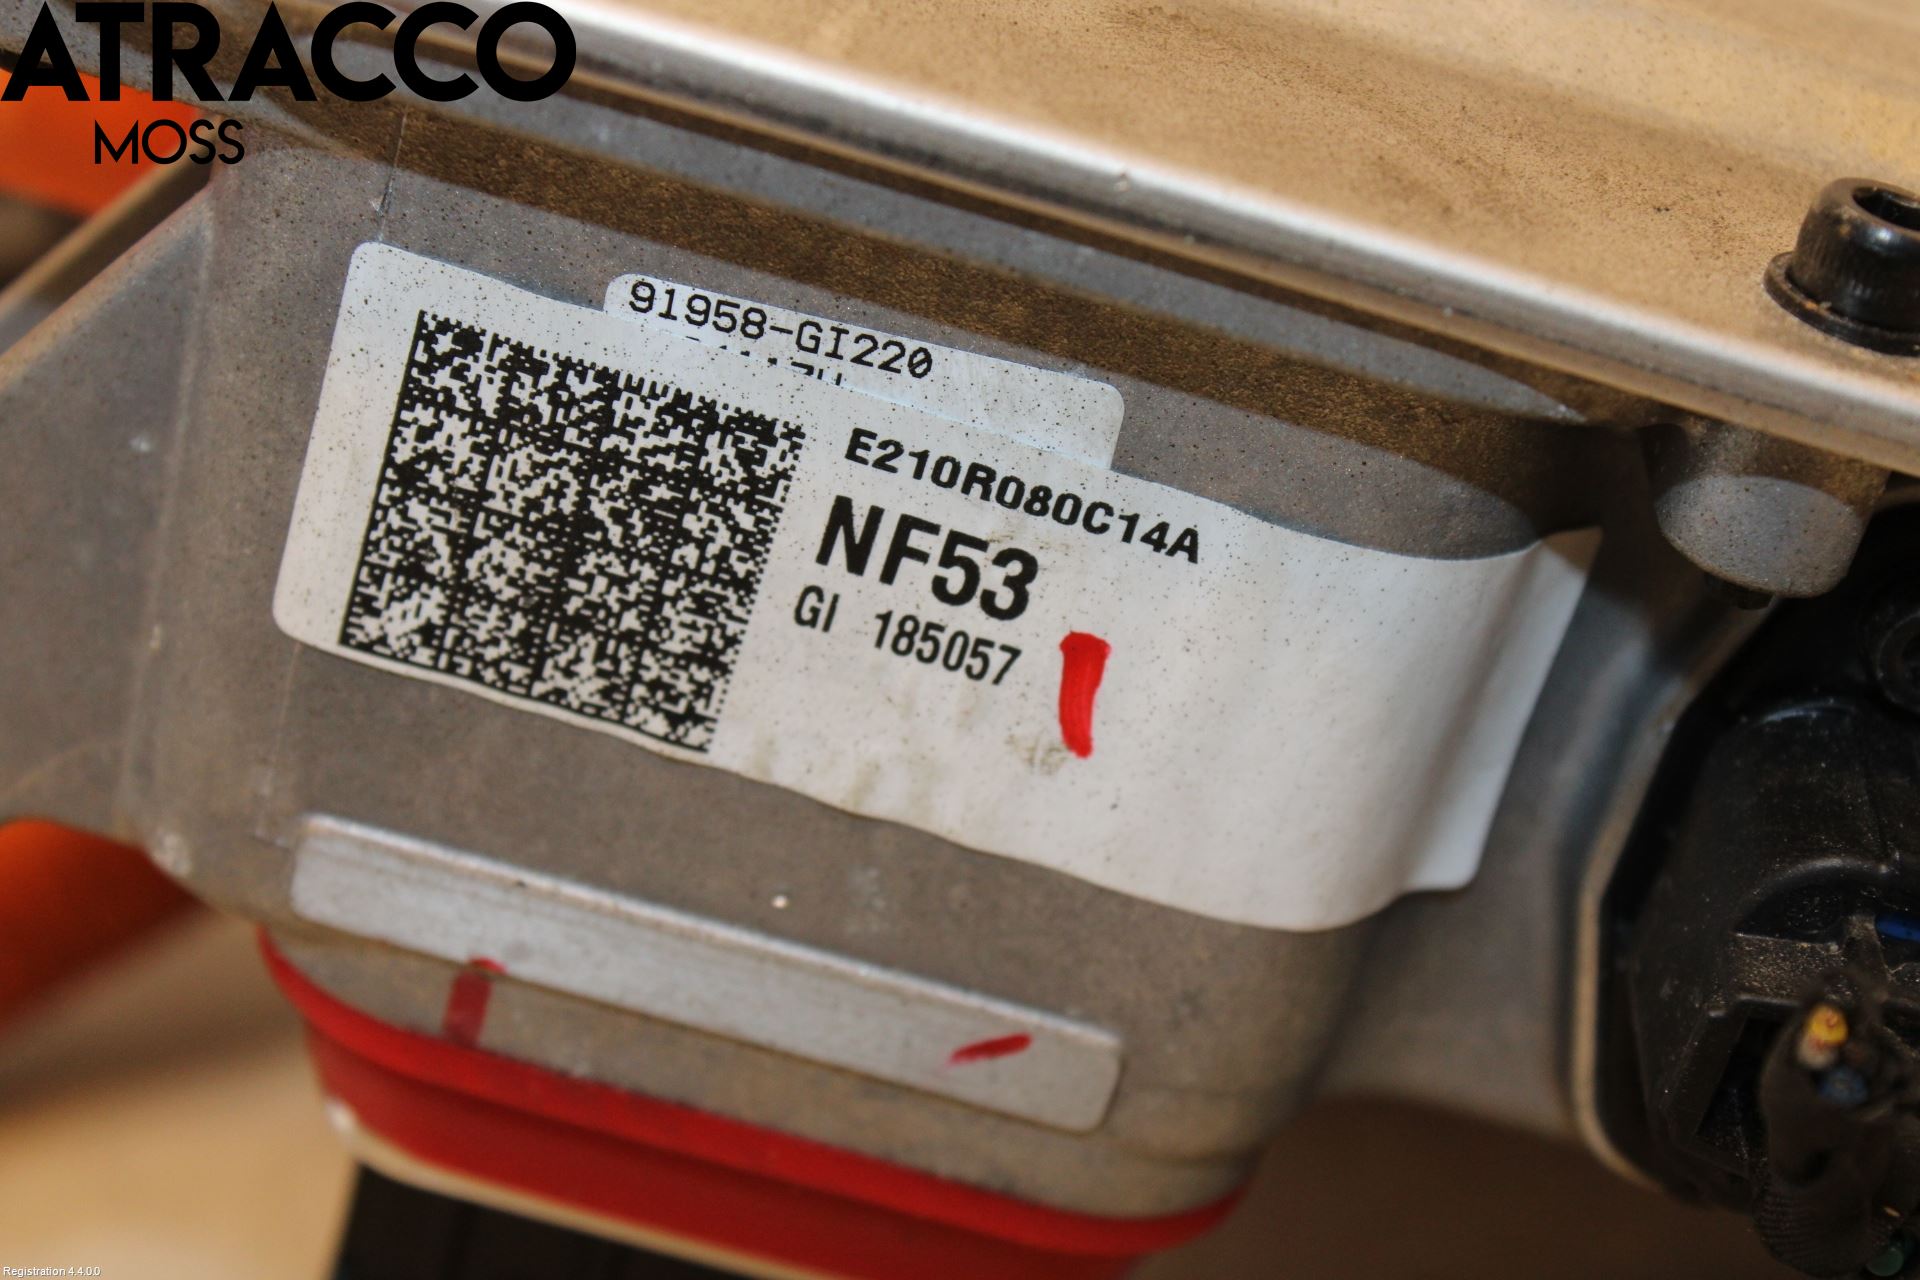 ATRACCO
MOSS
91958-GI220
E210R080C14A
NF53
GI 185057
Registration 4.4.0.0